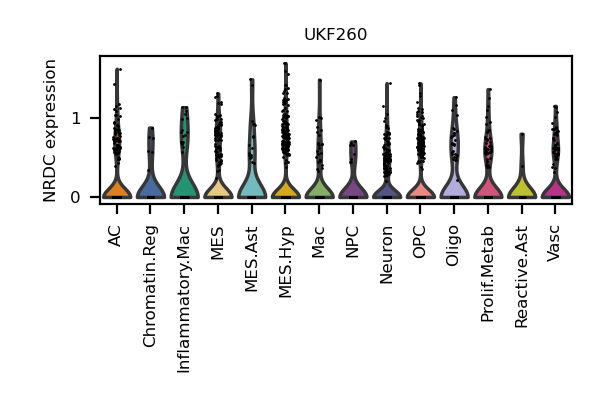 UKF260
NRDC expression
1
0
AC
Chromatin.Reg
Inflammatory.Mac
MES
MES.Ast
MES.Hyp
Mac
NPC
Neuron
OPC
Oligo
Prolif.Metab
Reactive.Ast
Vasc